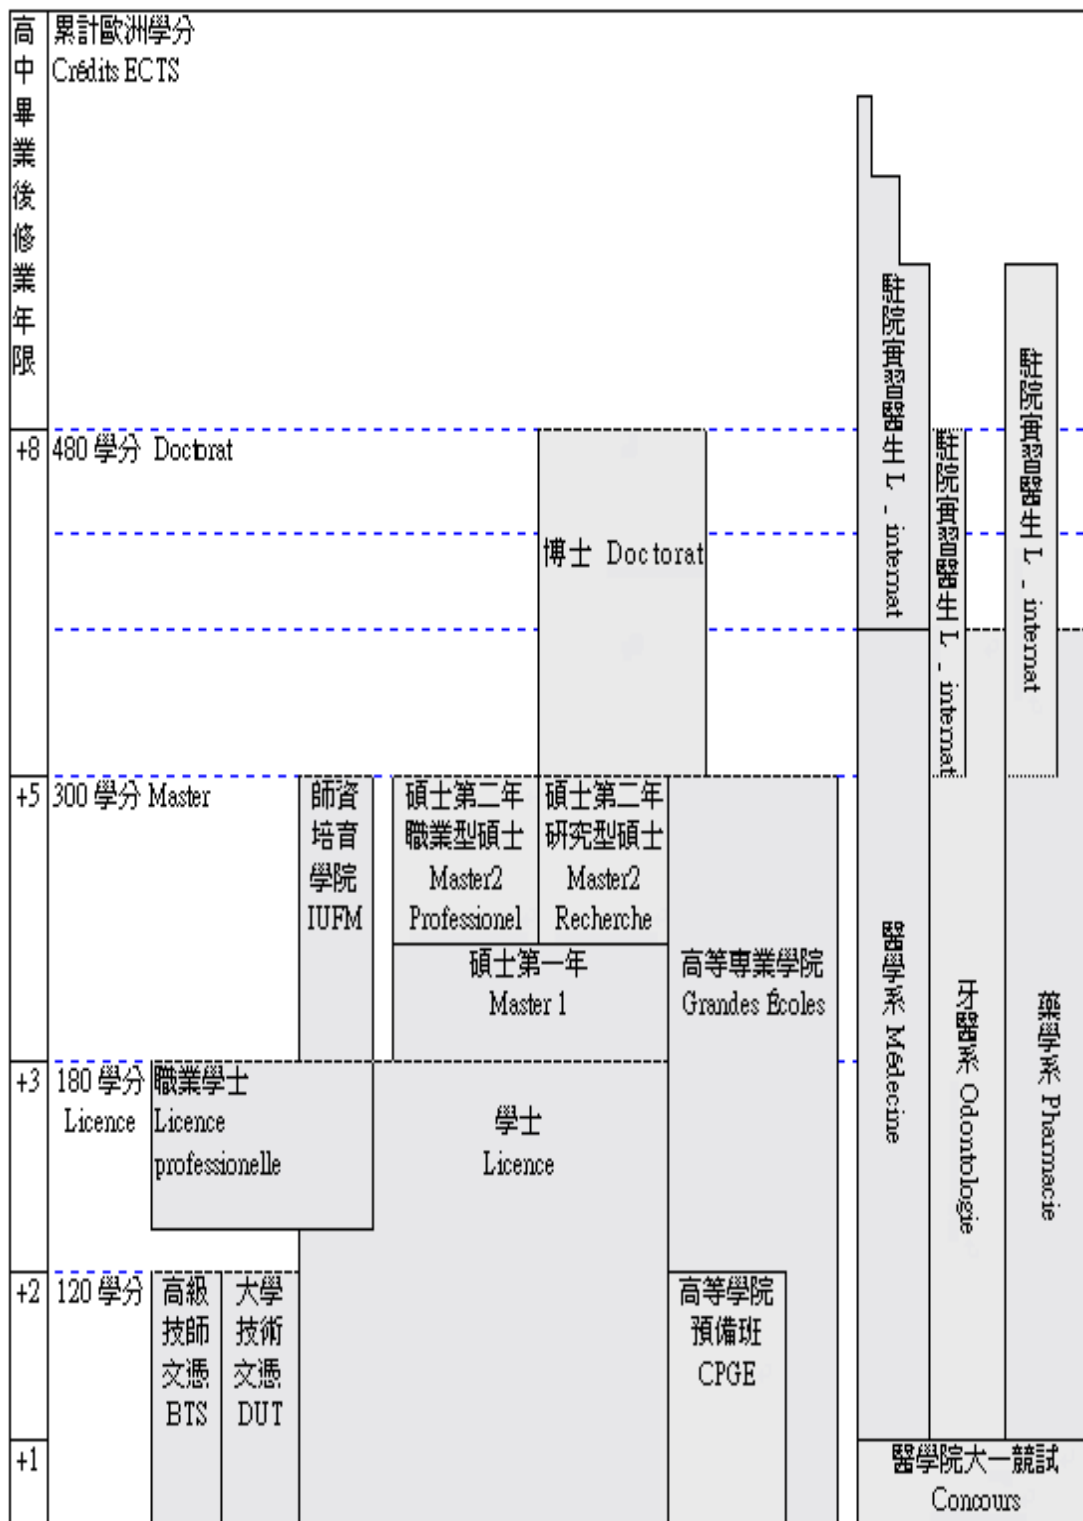 高中畢業後修業年限
累計歐洲學分
Crédits ECTS
+8 480 學分 Doctorat
博士 Doctorat
駐院實習醫生 L _ internat
駐院實習醫生 L _ internat
駐院實習醫生 L _ internat
+5 300 學分 Master
師資
培育
學院
IUFM
碩士第二年
職業型碩士
Master2
Professionel
碩士第二年
研究型碩士
Master2
Recherche
碩士第一年
Master 1
高等專業學院
Grandes Écoles
醫學系 Médecine
牙醫系 Odontologie
藥學系 Pharmacie
+3 180 學分
Licence
職業學士
Licence
professionelle
學士
Licence
+2 120 學分
高級
技師
文憑
BTS
大學
技術
文憑
DUT
高等學院
預備班
CPGE
+1
醫學院大一競試
Concours